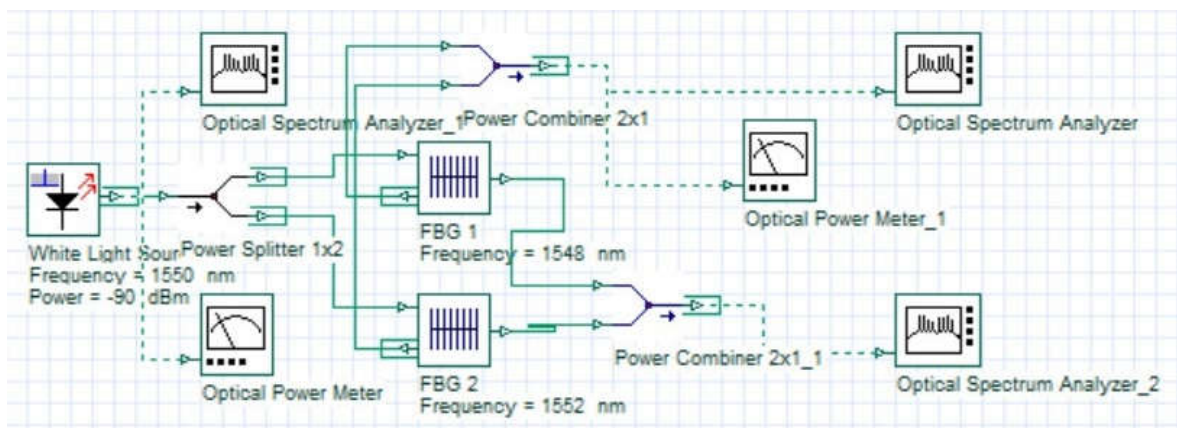 Optical Spectrum Analyzer_1
Power Combiner 2x1
Optical Spectrum Analyzer
Optical Power Meter_1
White Light Sour
Frequency = 1550 nm
Power = -90 dBm
Power Splitter 1x2
FBG 1
Frequency = 1548 nm
Optical Power Meter
FBG 2
Frequency = 1552 nm
Power Combiner 2x1_1
Optical Spectrum Analyzer_2